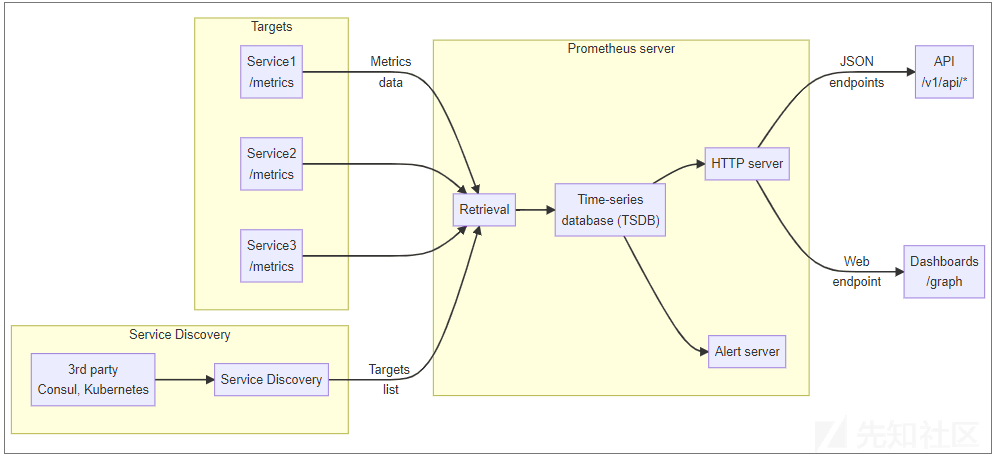 Targets
Service1
/metrics
Service2
/metrics
Service3
/metrics
Metrics
data
Service Discovery
3rd party
Consul, Kubernetes
Service Discovery
Targets
list
Prometheus server
Retrieval
Time-series
database (TSDB)
HTTP server
Alert server
JSON
endpoints
API
/v1/api/*
Web
endpoint
Dashboards
/graph
先知社区